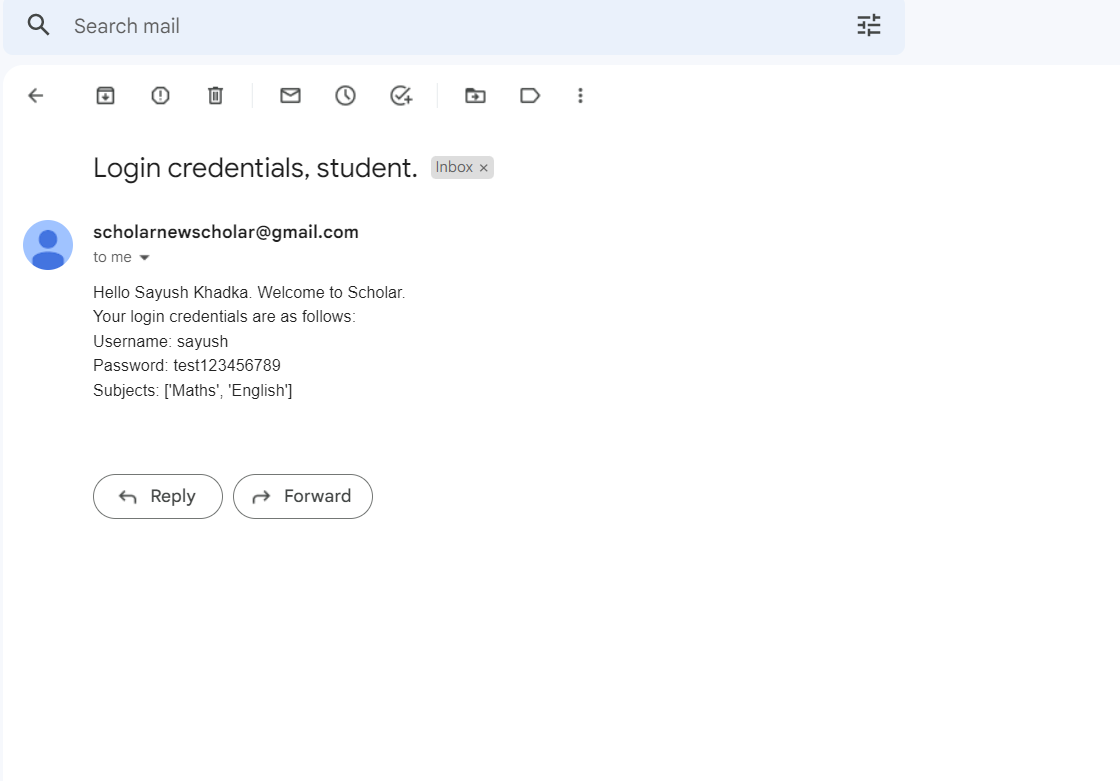 Search mail
Login credentials, student. Inbox ×
scholarnewscholar@gmail.com
to me
Hello Sayush Khadka. Welcome to Scholar.
Your login credentials are as follows:
Username: sayush
Password: test123456789
Subjects: ['Maths', 'English']
Reply Forward